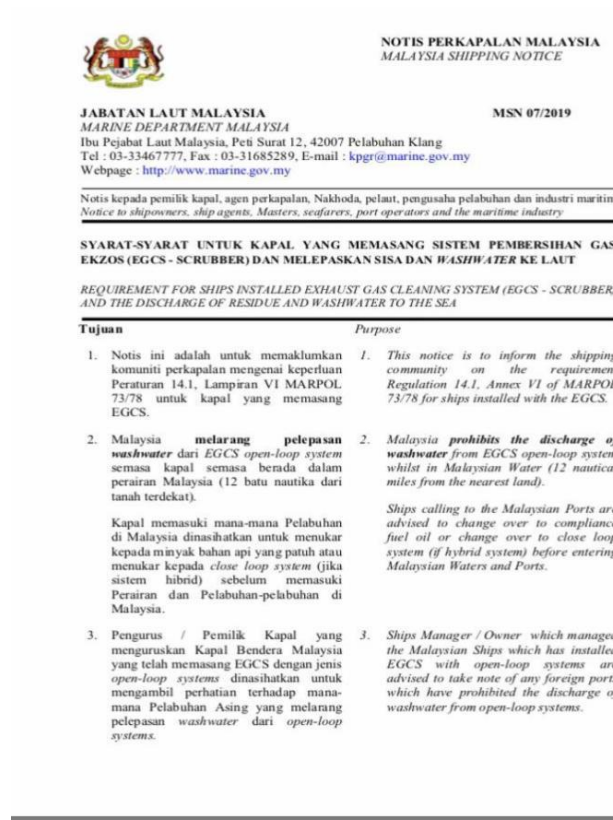 NOTIS PERKAPALAN MALAYSIA
MALAYSIA SHIPPING NOTICE
JABATAN LAUT MALAYSIA
MSN 07/2019
MARINE DEPARTMENT MALAYSIA
Ibu Pejabat Laut Malaysia, Peti Surat 12, 42007 Pelabuhan Klang
Tel : 03-33467777, Fax : 03-31685289, E-mail : kpgr@marine.gov.my
Webpage : http://www.marine.gov.my
Notis kepada pemilik kapal, agen perkapalan, Nakhoda, pelaut, pengusaha pelabuhan dan industri maritim
Notice to shipowners, ship agents, Masters, seafarers, port operators and the maritime industry
SYARAT-SYARAT UNTUK KAPAL YANG MEMASANG SISTEM PEMBERSIHAN GAS
EKZOS (EGCS - SCRUBBER) DAN MELEPASKAN SISA DAN WASHWATER KE LAUT
REQUIREMENT FOR SHIPS INSTALLED EXHAUST GAS CLEANING SYSTEM (EGCS - SCRUBBER)
AND THE DISCHARGE OF RESIDUE AND WASHWATER TO THE SEA
Tujuan
1. Notis ini adalah untuk memaklumkan
komuniti perkapalan mengenai keperluan
Peraturan 14.1, Lampiran VI MARPOL
73/78 untuk kapal yang memasang
EGCS.
2. Malaysia melarang pelepasan
washwater dari EGCS open-loop system
semasa kapal semasa berada dalam
perairan Malaysia (12 batu nautika dari
tanah terdekat).
Kapal memasuki mana-mana Pelabuhan
di Malaysia dinasihatkan untuk menukar
kepada minyak bahan api yang patuh atau
menukar kepada close loop system (jika
sistem hibrid) sebelum memasuki
Perairan dan Pelabuhan-pelabuhan di
Malaysia.
3. Pengurus / Pemilik Kapal yang
menguruskan Kapal Bendera Malaysia
yang telah memasang EGCS dengan jenis
open-loop systems dinasihatkan untuk
mengambil perhatian terhadap mana-
mana Pelabuhan Asing yang melarang
pelepasan washwater dari open-loop
systems.
Purpose
1. This notice is to inform the shipping
community on the requiremen
Regulation 14.1, Annex VI of MARPOL
73/78 for ships installed with the EGCS.
2. Malaysia prohibits the discharge of
washwater from EGCS open-loop system
whilst in Malaysian Water (12 nautica
miles from the nearest land).
Ships calling to the Malaysian Ports are
advised to change over to compliance
fuel oil or change over to close loop
system (if hybrid system) before entering
Malaysian Waters and Ports.
3. Ships Manager / Owner which managed
the Malaysian Ships which has installed
EGCS with open-loop systems are
advised to take note of any foreign port
which have prohibited the discharge of
washwater from open-loop systems.